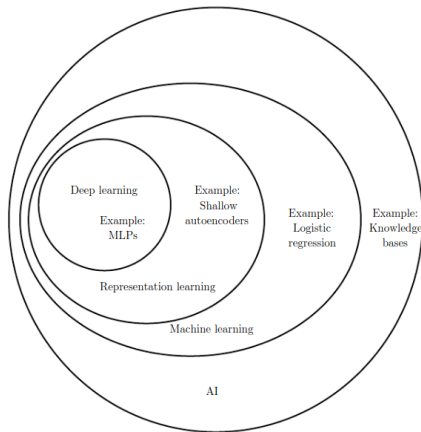 Deep learning
Example:
MLPs
Example:
Shallow
autoencoders
Example:
Logistic
regression
Example:
Knowledge
bases
Representation learning
Machine learning
AI